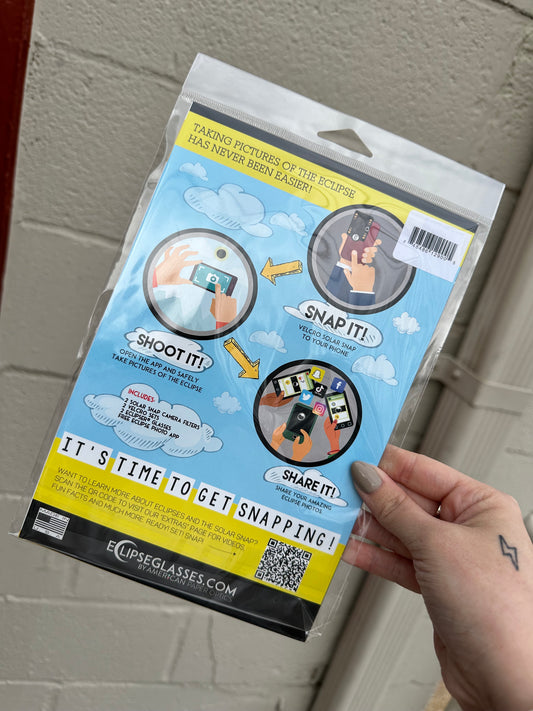 TAKING PICTURES OF THE ECLIPSE
HAS NEVER BEEN EASIER!
SNAP IT!
VELCRO SOLAR SNAP
TO YOUR PHONE
SHOOT IT!
OPEN THE APP AND SAFELY
TAKE PICTURES OF THE ECLIPSE
INCLUDES:
2 SOLAR SNAP CAMERA FILTERS
2 VELCRO SETS
2 ECLIPSER® GLASSES
FREE ECLIPSE PHOTO APP
SHARE IT!
SHARE YOUR AMAZING
ECLIPSE PHOTOS
IT'S TIME TO GET SNAPPING!
WANT TO LEARN MORE ABOUT ECLIPSES AND THE SOLAR SNAP?
SCAN THE QR CODE TO VISIT OUR "EXTRAS" PAGE FOR VIDEOS,
FUN FACTS AND MUCH MORE. READY! SET! SNAP!
ECLIPSEGLASSES.COM
BY AMERICAN PAPER OPTICS